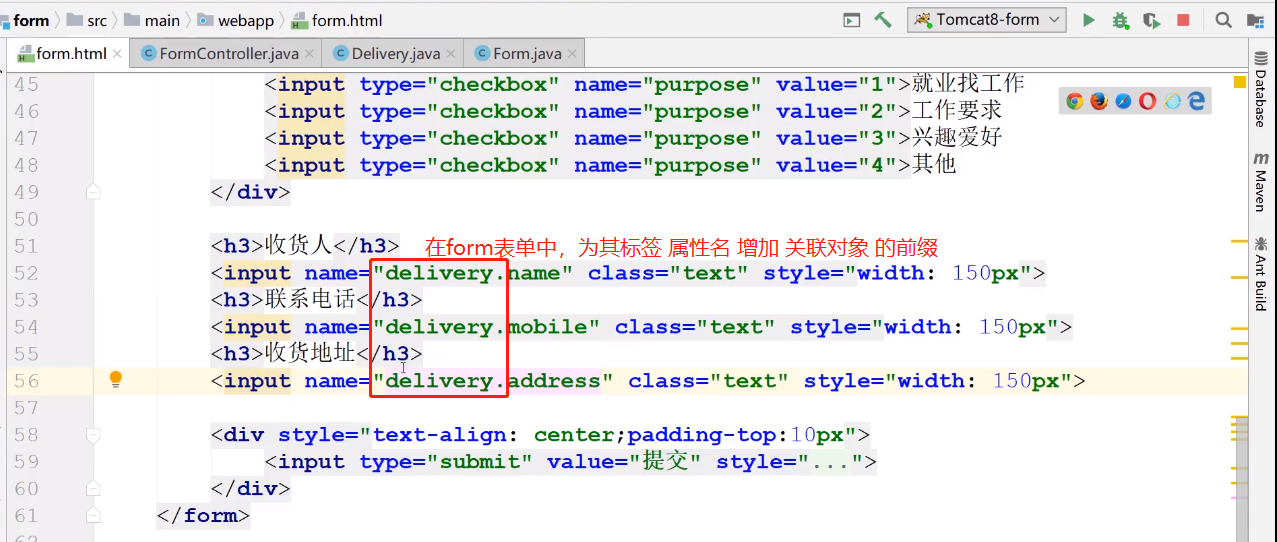 form src main webapp form.html Tomcat8-form
form.html FormController.java Delivery.java Form.java
45 <input type="checkbox" name="purpose" value="1">就业找工作
46 <input type="checkbox" name="purpose" value="2">工作要求
47 <input type="checkbox" name="purpose" value="3">兴趣爱好
48 <input type="checkbox" name="purpose" value="4">其他
49 </div>
50
51 <h3>收货人</h3> 在form表单中，为其标签 属性名 增加 关联对象 的前缀
52 <input name="delivery.name" class="text" style="width: 150px">
53 <h3>联系电话</h3>
54 <input name="delivery.mobile" class="text" style="width: 150px">
55 <h3>收货地址</h3>
56 <input name="delivery.address" class="text" style="width: 150px">
57
58 <div style="text-align: center;padding-top:10px">
59 <input type="submit" value="提交" style="...">
60 </div>
61 </form>
Database
m Maven
Ant Build